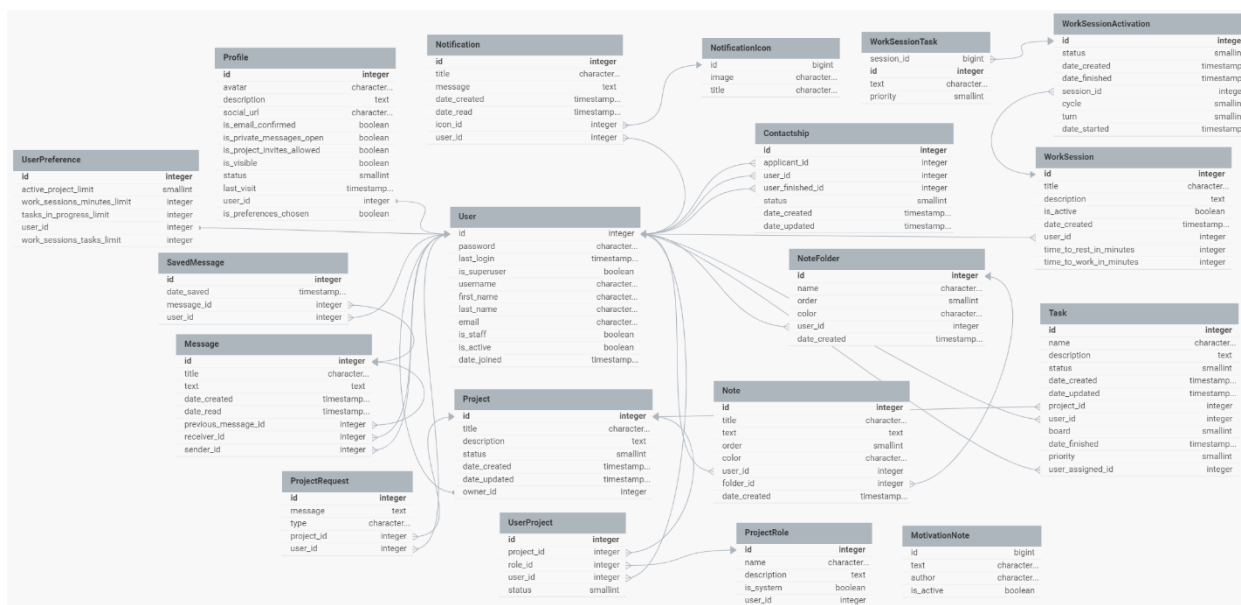 UserPreference
id integer
active_project_limit smallint
work_sessions_minutes_limit integer
tasks_in_progress_limit integer
user_id integer
work_sessions_tasks_limit integer
Profile
id integer
avatar character...
description text
social_url character...
is_email_confirmed boolean
is_private_messages_open boolean
is_project_invites_allowed boolean
is_visible boolean
status smallint
last_visit timestamp...
user_id integer
is_preferences_chosen boolean
Notification
id integer
title character...
message text
date_created timestamp...
date_read timestamp...
icon_id integer
user_id integer
NotificationIcon
id bigint
image character...
title character...
WorkSessionTask
session_id bigint
id integer
text character...
priority smallint
WorkSessionActivation
id intege
status smallin
date_created timestamp
date_finished timestamp
session_id intege
cycle smallin
turn smallin
date_started timestamp
Contactship
id integer
applicant_id integer
user_id integer
user_finished_id integer
status smallint
date_created timestamp...
date_updated timestamp...
WorkSession
id integer
title character...
description text
is_active boolean
date_created timestamp...
user_id integer
time_to_rest_in_minutes integer
time_to_work_in_minutes integer
User
id integer
password character...
last_login timestamp...
is_superuser boolean
username character...
first_name character...
last_name character...
email character...
is_staff boolean
is_active boolean
date_joined timestamp...
SavedMessage
id integer
date_saved timestamp...
message_id integer
user_id integer
NoteFolder
id integer
name character...
order smallint
color character...
user_id integer
date_created timestamp...
Message
id integer
title character...
text text
date_created timestamp...
date_read timestamp...
previous_message_id integer
receiver_id integer
sender_id integer
Task
id integer
name character...
description text
status smallint
date_created timestamp...
date_updated timestamp...
project_id integer
user_id integer
board smallint
date_finished timestamp...
priority smallint
user_assigned_id integer
Project
id integer
title character...
description text
status smallint
date_created timestamp...
date_updated timestamp...
owner_id integer
Note
id integer
title character...
text text
order smallint
color character...
user_id integer
folder_id integer
date_created timestamp...
ProjectRequest
id integer
message text
type character...
project_id integer
user_id integer
UserProject
id integer
project_id integer
role_id integer
user_id integer
status smallint
ProjectRole
id integer
name character...
description text
is_system boolean
user_id integer
MotivationNote
id bigint
text character...
author character...
is_active boolean